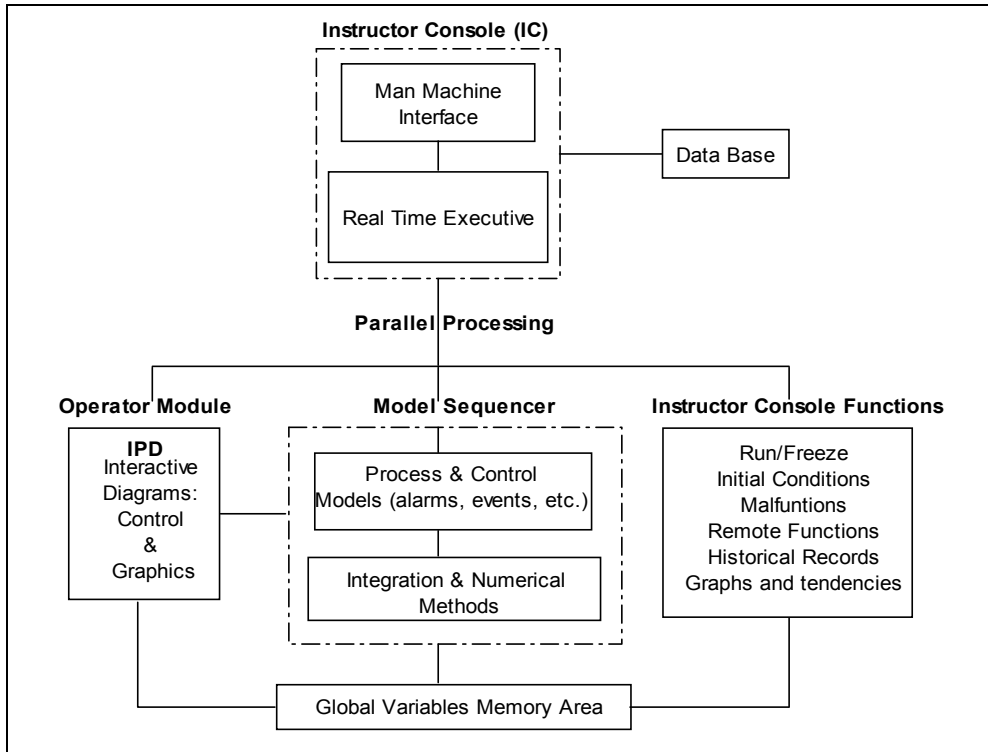 Instructor Console (IC)
Man Machine
Interface
Data Base
Real Time Executive
Parallel Processing
Operator Module
Model Sequencer
Instructor Console Functions
IPD
Interactive
Diagrams:
Control
&
Graphics
Process & Control
Models (alarms, events, etc.)
Integration & Numerical
Methods
Run/Freeze
Initial Conditions
Malfuntions
Remote Functions
Historical Records
Graphs and tendencies
Global Variables Memory Area